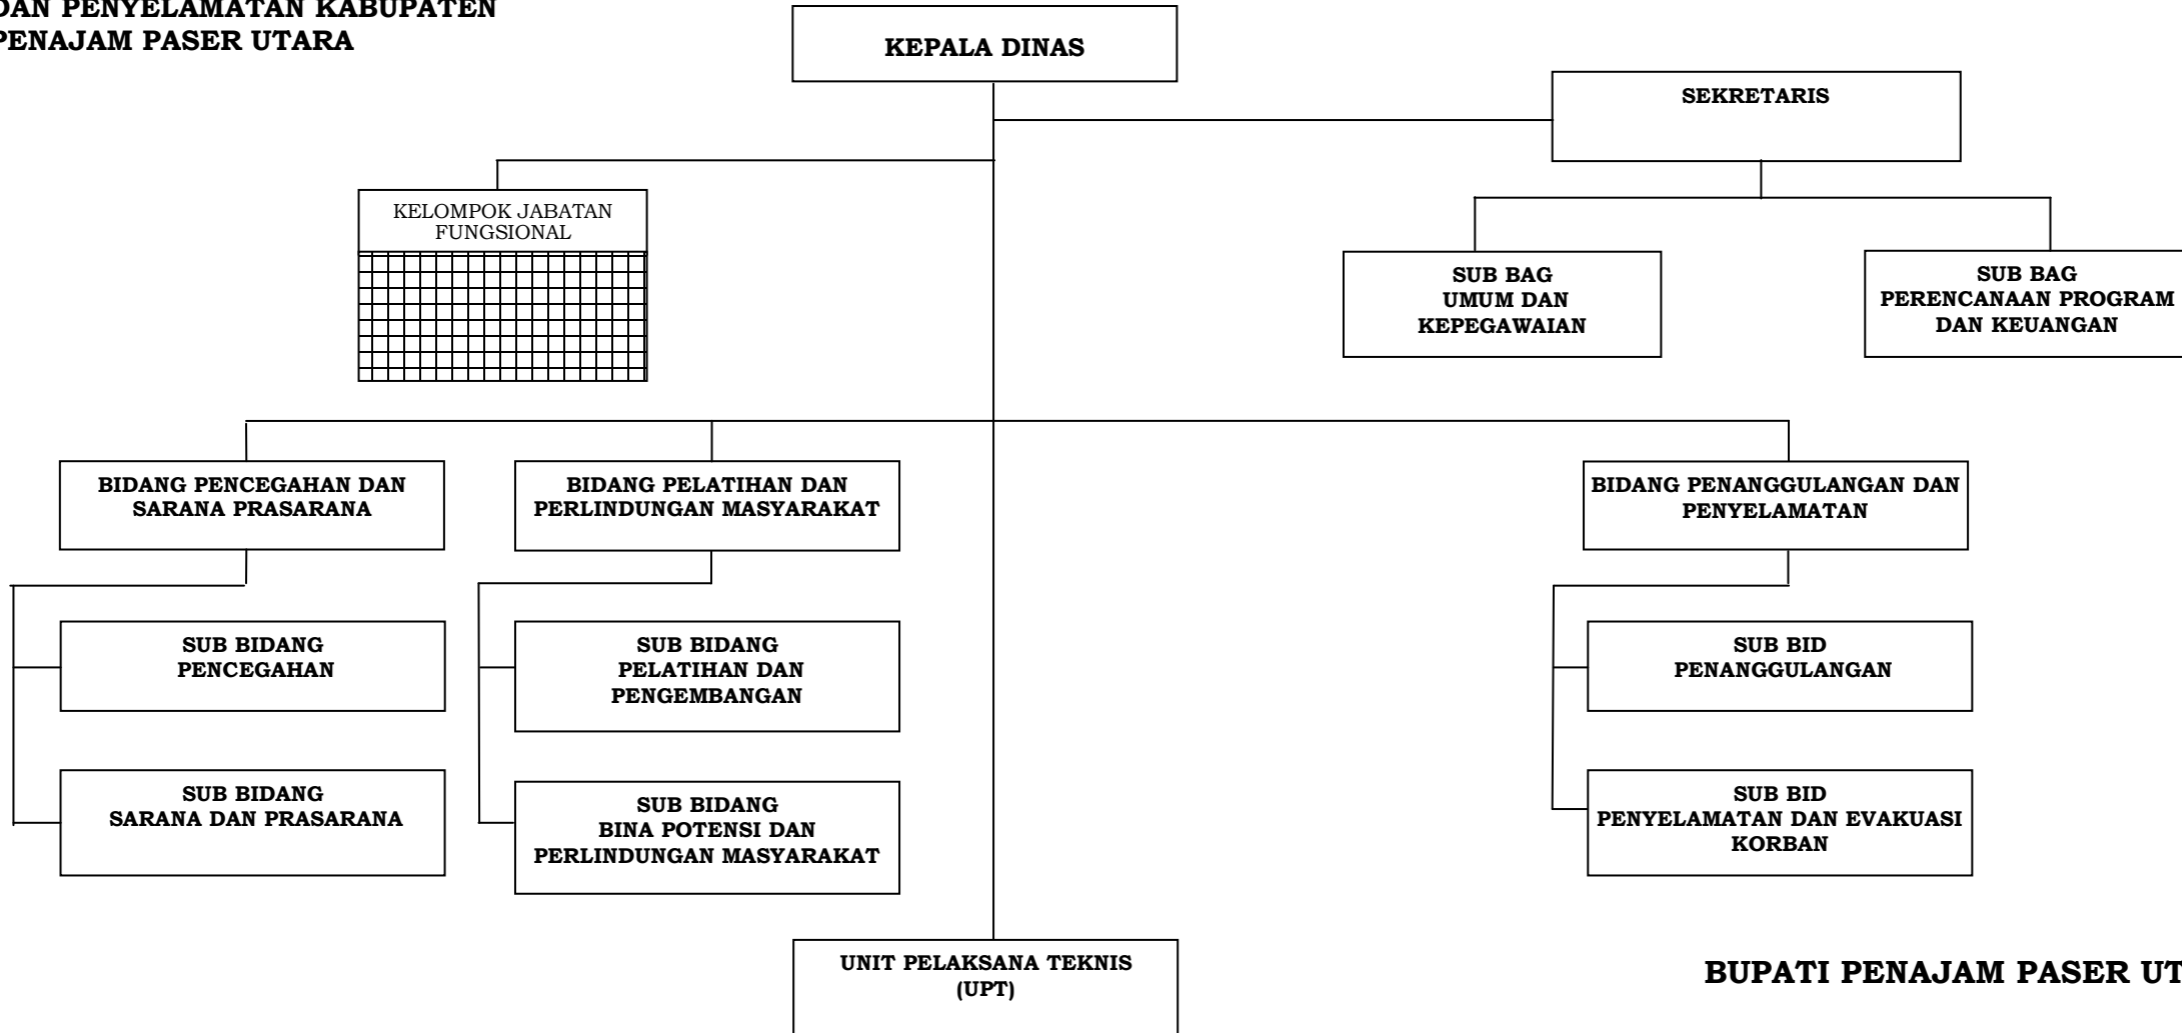 DAN PENYELAMATAN KABUPATEN
PENAJAM PASER UTARA
KEPALA DINAS
SEKRETARIS
KELOMPOK JABATAN
FUNGSIONAL
SUB BAG
UMUM DAN
KEPEGAWAIAN
SUB BAG
PERENCANAAN PROGRAM
DAN KEUANGAN
BIDANG PENCEGAHAN DAN
SARANA PRASARANA
BIDANG PELATIHAN DAN
PERLINDUNGAN MASYARAKAT
BIDANG PENANGGULANGAN DAN
PENYELAMATAN
SUB BIDANG
PENCEGAHAN
SUB BIDANG
PELATIHAN DAN
PENGEMBANGAN
SUB BID
PENANGGULANGAN
SUB BIDANG
SARANA DAN PRASARANA
SUB BIDANG
BINA POTENSI DAN
PERLINDUNGAN MASYARAKAT
SUB BID
PENYELAMATAN DAN EVAKUASI
KORBAN
UNIT PELAKSANA TEKNIS
(UPT)
BUPATI PENAJAM PASER UT